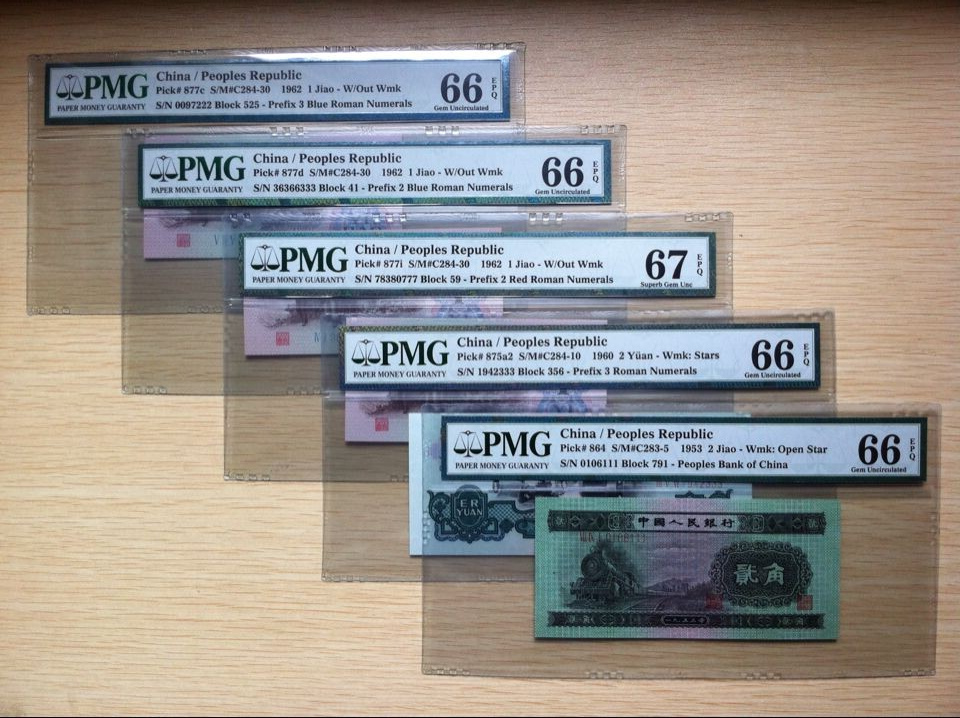 PMG
PAPER MONEY GUARANTY
China / Peoples Republic
Pick# 877c S/M#C284-30 1962 1 Jiao - W/Out Wmk
S/N 0097222 Block 525 - Prefix 3 Blue Roman Numerals
66
EPQ
Gem Uncirculated
PMG
PAPER MONEY GUARANTY
China / Peoples Republic
Pick# 877d S/M#C284-30 1962 1 Jiao - W/Out Wmk
S/N 36366333 Block 41 - Prefix 2 Blue Roman Numerals
66
EPQ
Gem Uncirculated
PMG
PAPER MONEY GUARANTY
China / Peoples Republic
Pick# 877i S/M#C284-30 1962 1 Jiao - W/Out Wmk
S/N 78380777 Block 59 - Prefix 2 Red Roman Numerals
67
EPQ
Superb Gem Unc
PMG
PAPER MONEY GUARANTY
China / Peoples Republic
Pick# 875a2 S/M#C284-10 1960 2 Yüan - Wmk: Stars
S/N 1942333 Block 356 - Prefix 3 Roman Numerals
66
EPQ
Gem Uncirculated
PMG
PAPER MONEY GUARANTY
China / Peoples Republic
Pick# 864 S/M#C283-5 1953 2 Jiao - Wmk: Open Star
S/N 0106111 Block 791 - Peoples Bank of China
66
EPQ
Gem Uncirculated
ER
YUAN
中國人民銀行
0106111
貳角
一九五三年